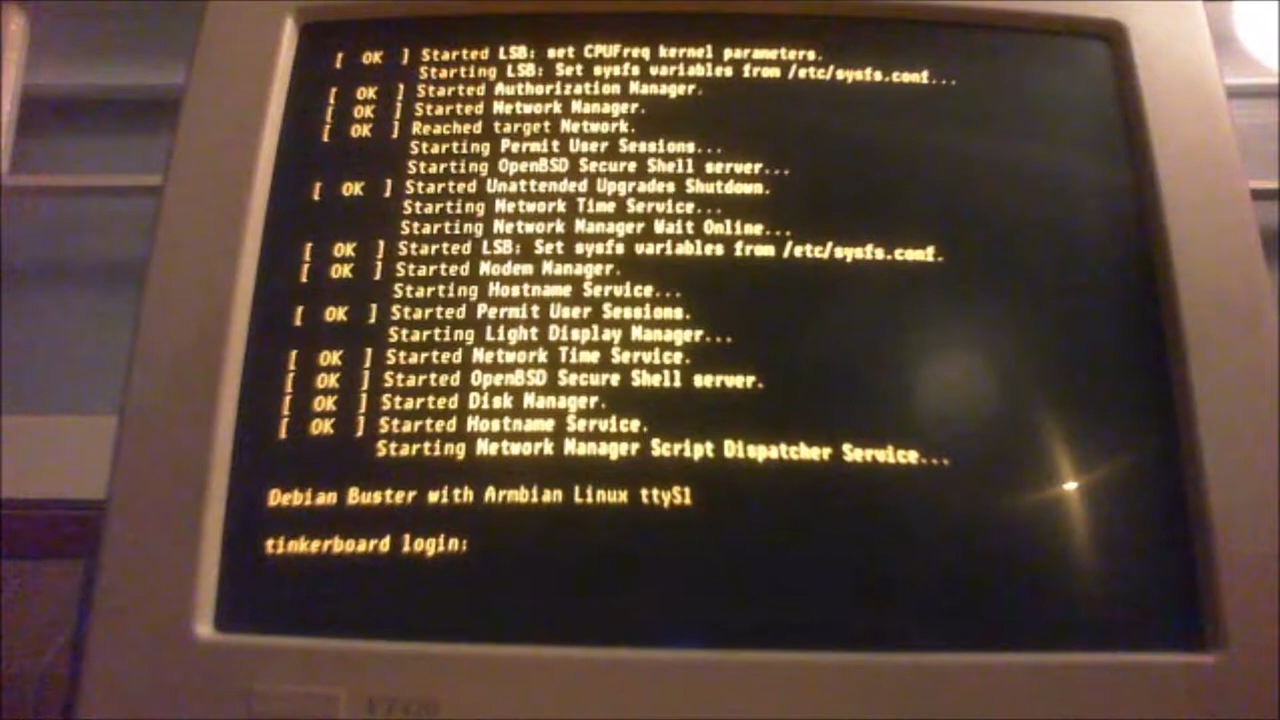 [ OK ] Started LSB: set CPUFreq kernel parameters.
Starting LSB: Set sysfs variables from /etc/sysfs.conf...
[ OK ] Started Authorization Manager.
[ OK ] Started Network Manager.
[ OK ] Reached target Network.
Starting Permit User Sessions...
Starting OpenBSD Secure Shell server...
[ OK ] Started Unattended Upgrades Shutdown.
Starting Network Time Service...
Starting Network Manager Wait Online...
[ OK ] Started LSB: Set sysfs variables from /etc/sysfs.conf.
[ OK ] Started Modem Manager.
Starting Hostname Service...
[ OK ] Started Permit User Sessions.
Starting Light Display Manager...
[ OK ] Started Network Time Service.
[ OK ] Started OpenBSD Secure Shell server.
[ OK ] Started Disk Manager.
[ OK ] Started Hostname Service.
Starting Network Manager Script Dispatcher Service...
Debian Buster with Armbian Linux ttyS1
tinkerboard login: